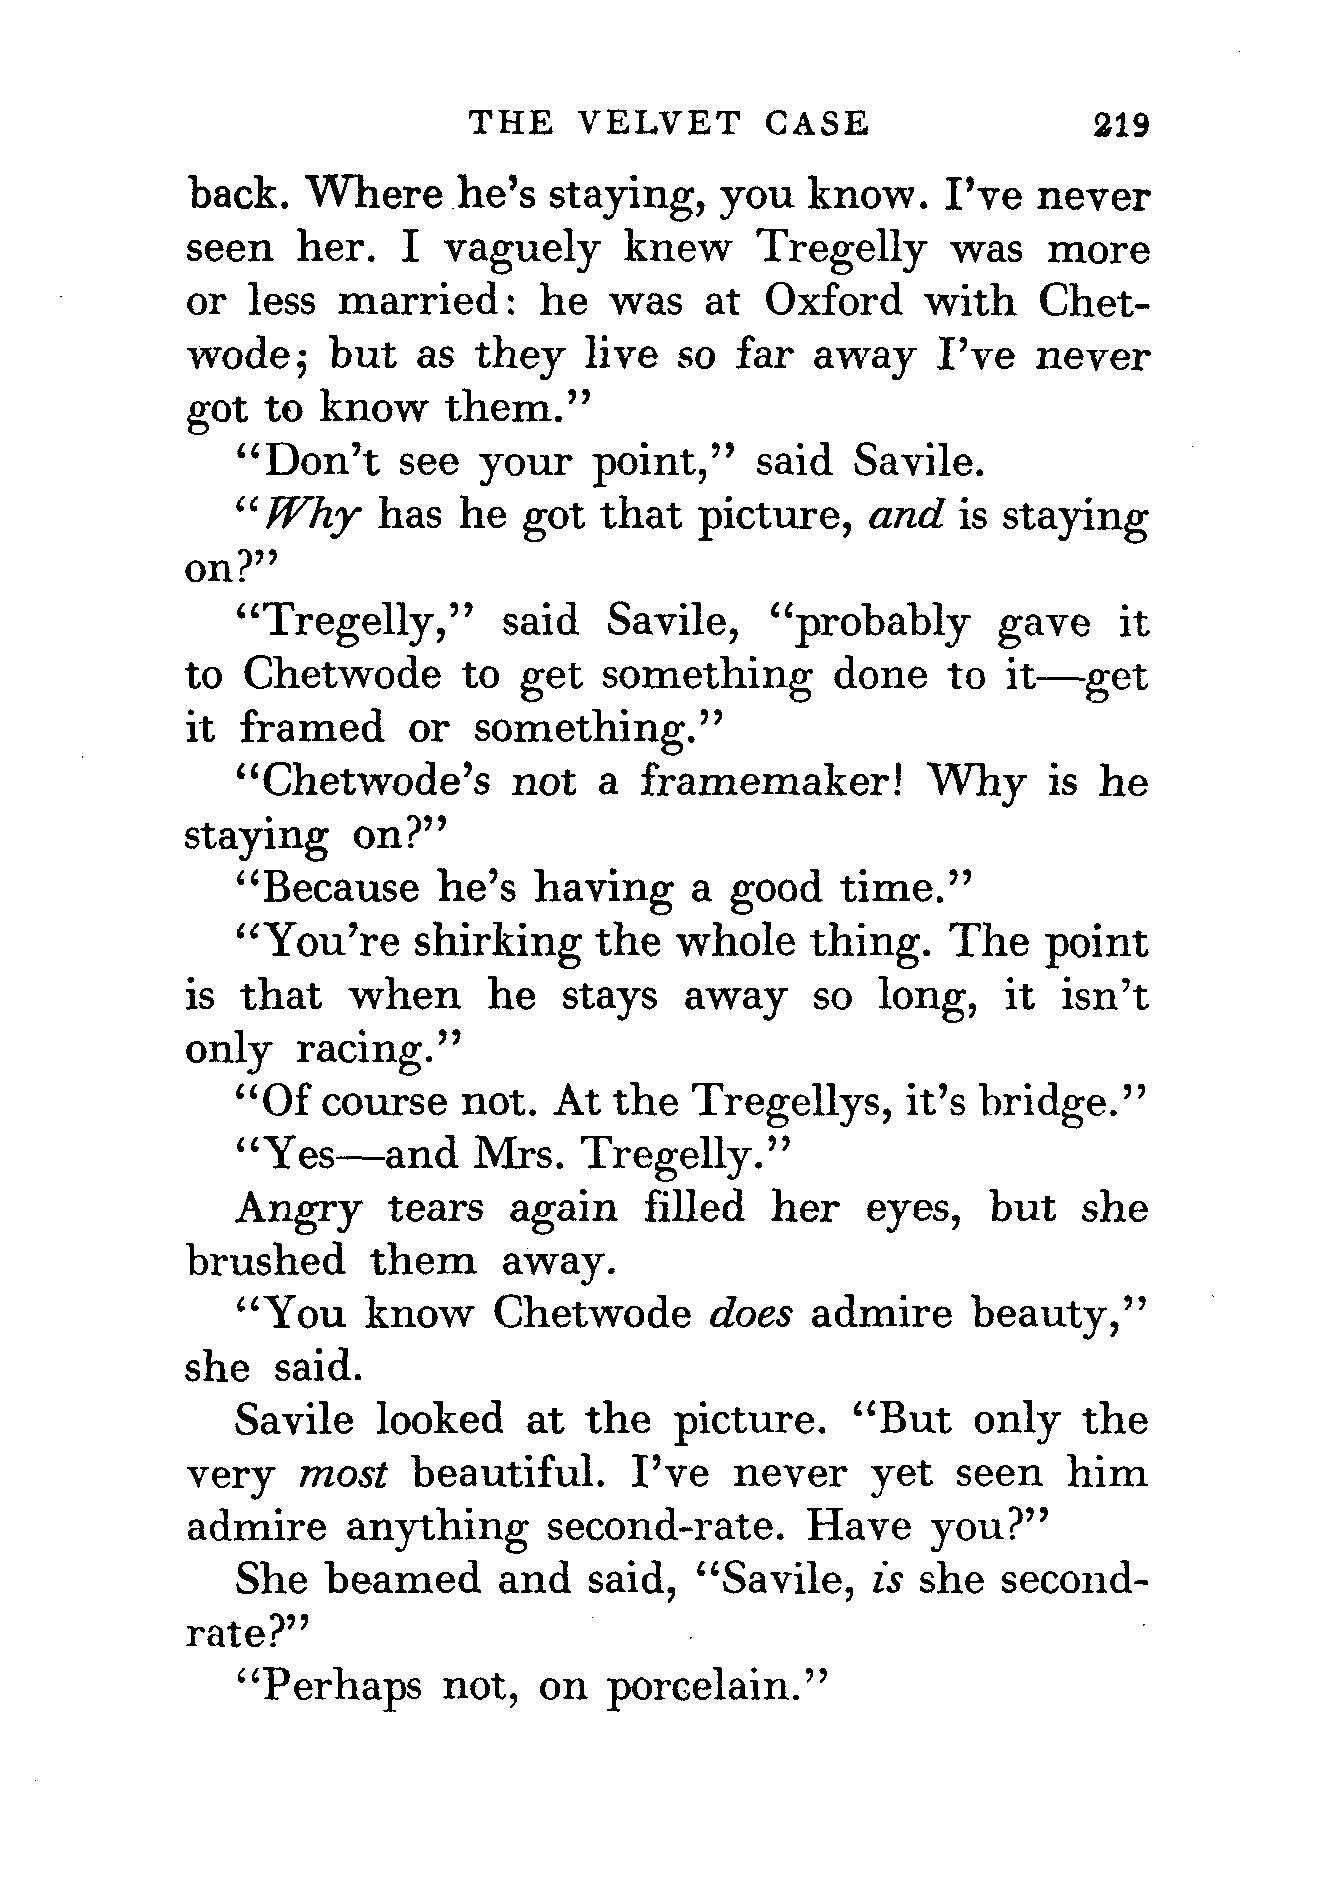 THE VELVET CASE 219
back. Where he's staying, you know. I've never
seen her. I vaguely knew Tregelly was more
or less married: he was at Oxford with Chet-
wode; but as they live so far away I've never
got to know them."
"Don't see your point," said Savile.
"Why has he got that picture, and is staying
on?"
"Tregelly," said Savile, "probably gave it
to Chetwode to get something done to it—get
it framed or something."
"Chetwode's not a framemaker! Why is he
staying on?"
"Because he's having a good time."
"You're shirking the whole thing. The point
is that when he stays away so long, it isn't
only racing."
"Of course not. At the Tregellys, it's bridge."
"Yes—and Mrs. Tregelly."
Angry tears again filled her eyes, but she
brushed them away.
"You know Chetwode does admire beauty,"
she said.
Savile looked at the picture. "But only the
very most beautiful. I've never yet seen him
admire anything second-rate. Have you?"
She beamed and said, "Savile, is she second-
rate?"
"Perhaps not, on porcelain."